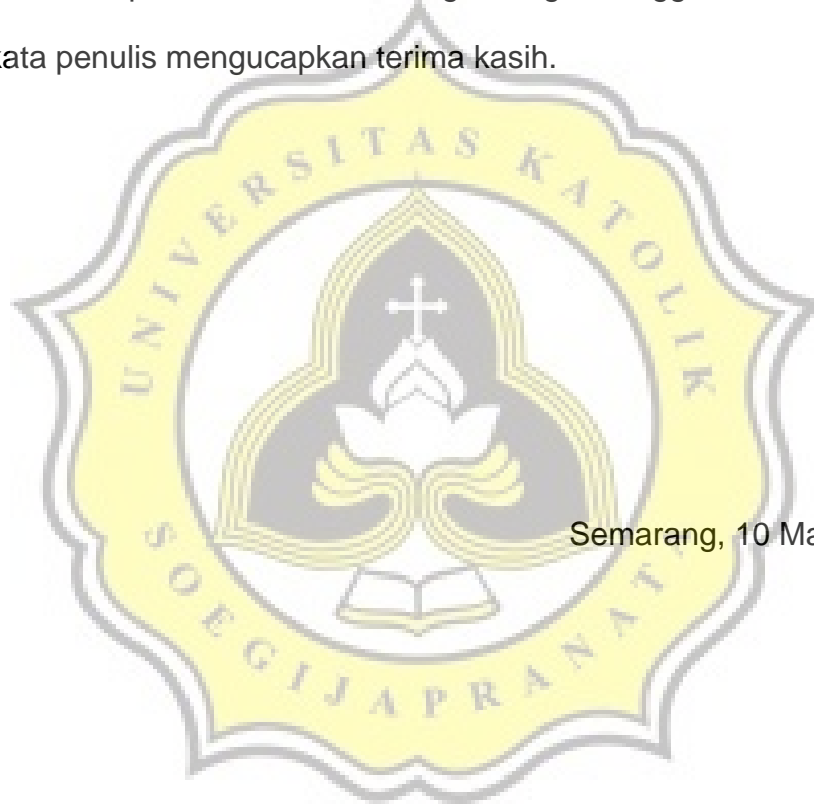 kata penulis mengucapkan terima kasih.
UNIVERSITAS KATOLIK
Semarang, 10 Ma
SOEGIJAPRANATA